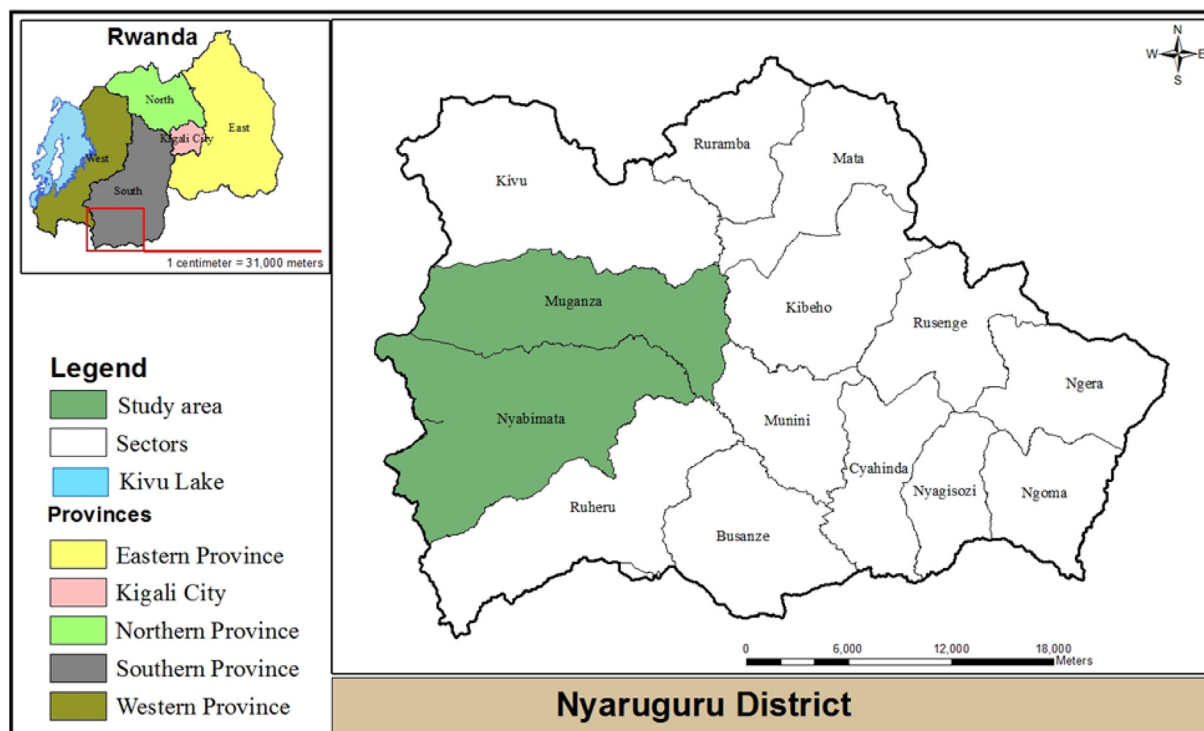 Rwanda
North
East
Kigali City
West
South
1 centimeter = 31,000 meters
Legend
Study area
Sectors
Kivu Lake
Provinces
Eastern Province
Kigali City
Northern Province
Southern Province
Western Province
N
W E
S
Ruramba
Mata
Kivu
Muganza
Kibeho
Rusenge
Ngera
Nyabimata
Munini
Cyahinda
Nyagisozi
Ngoma
Ruheru
Busanze
0 6,000 12,000 18,000
Meters
Nyaruguru District